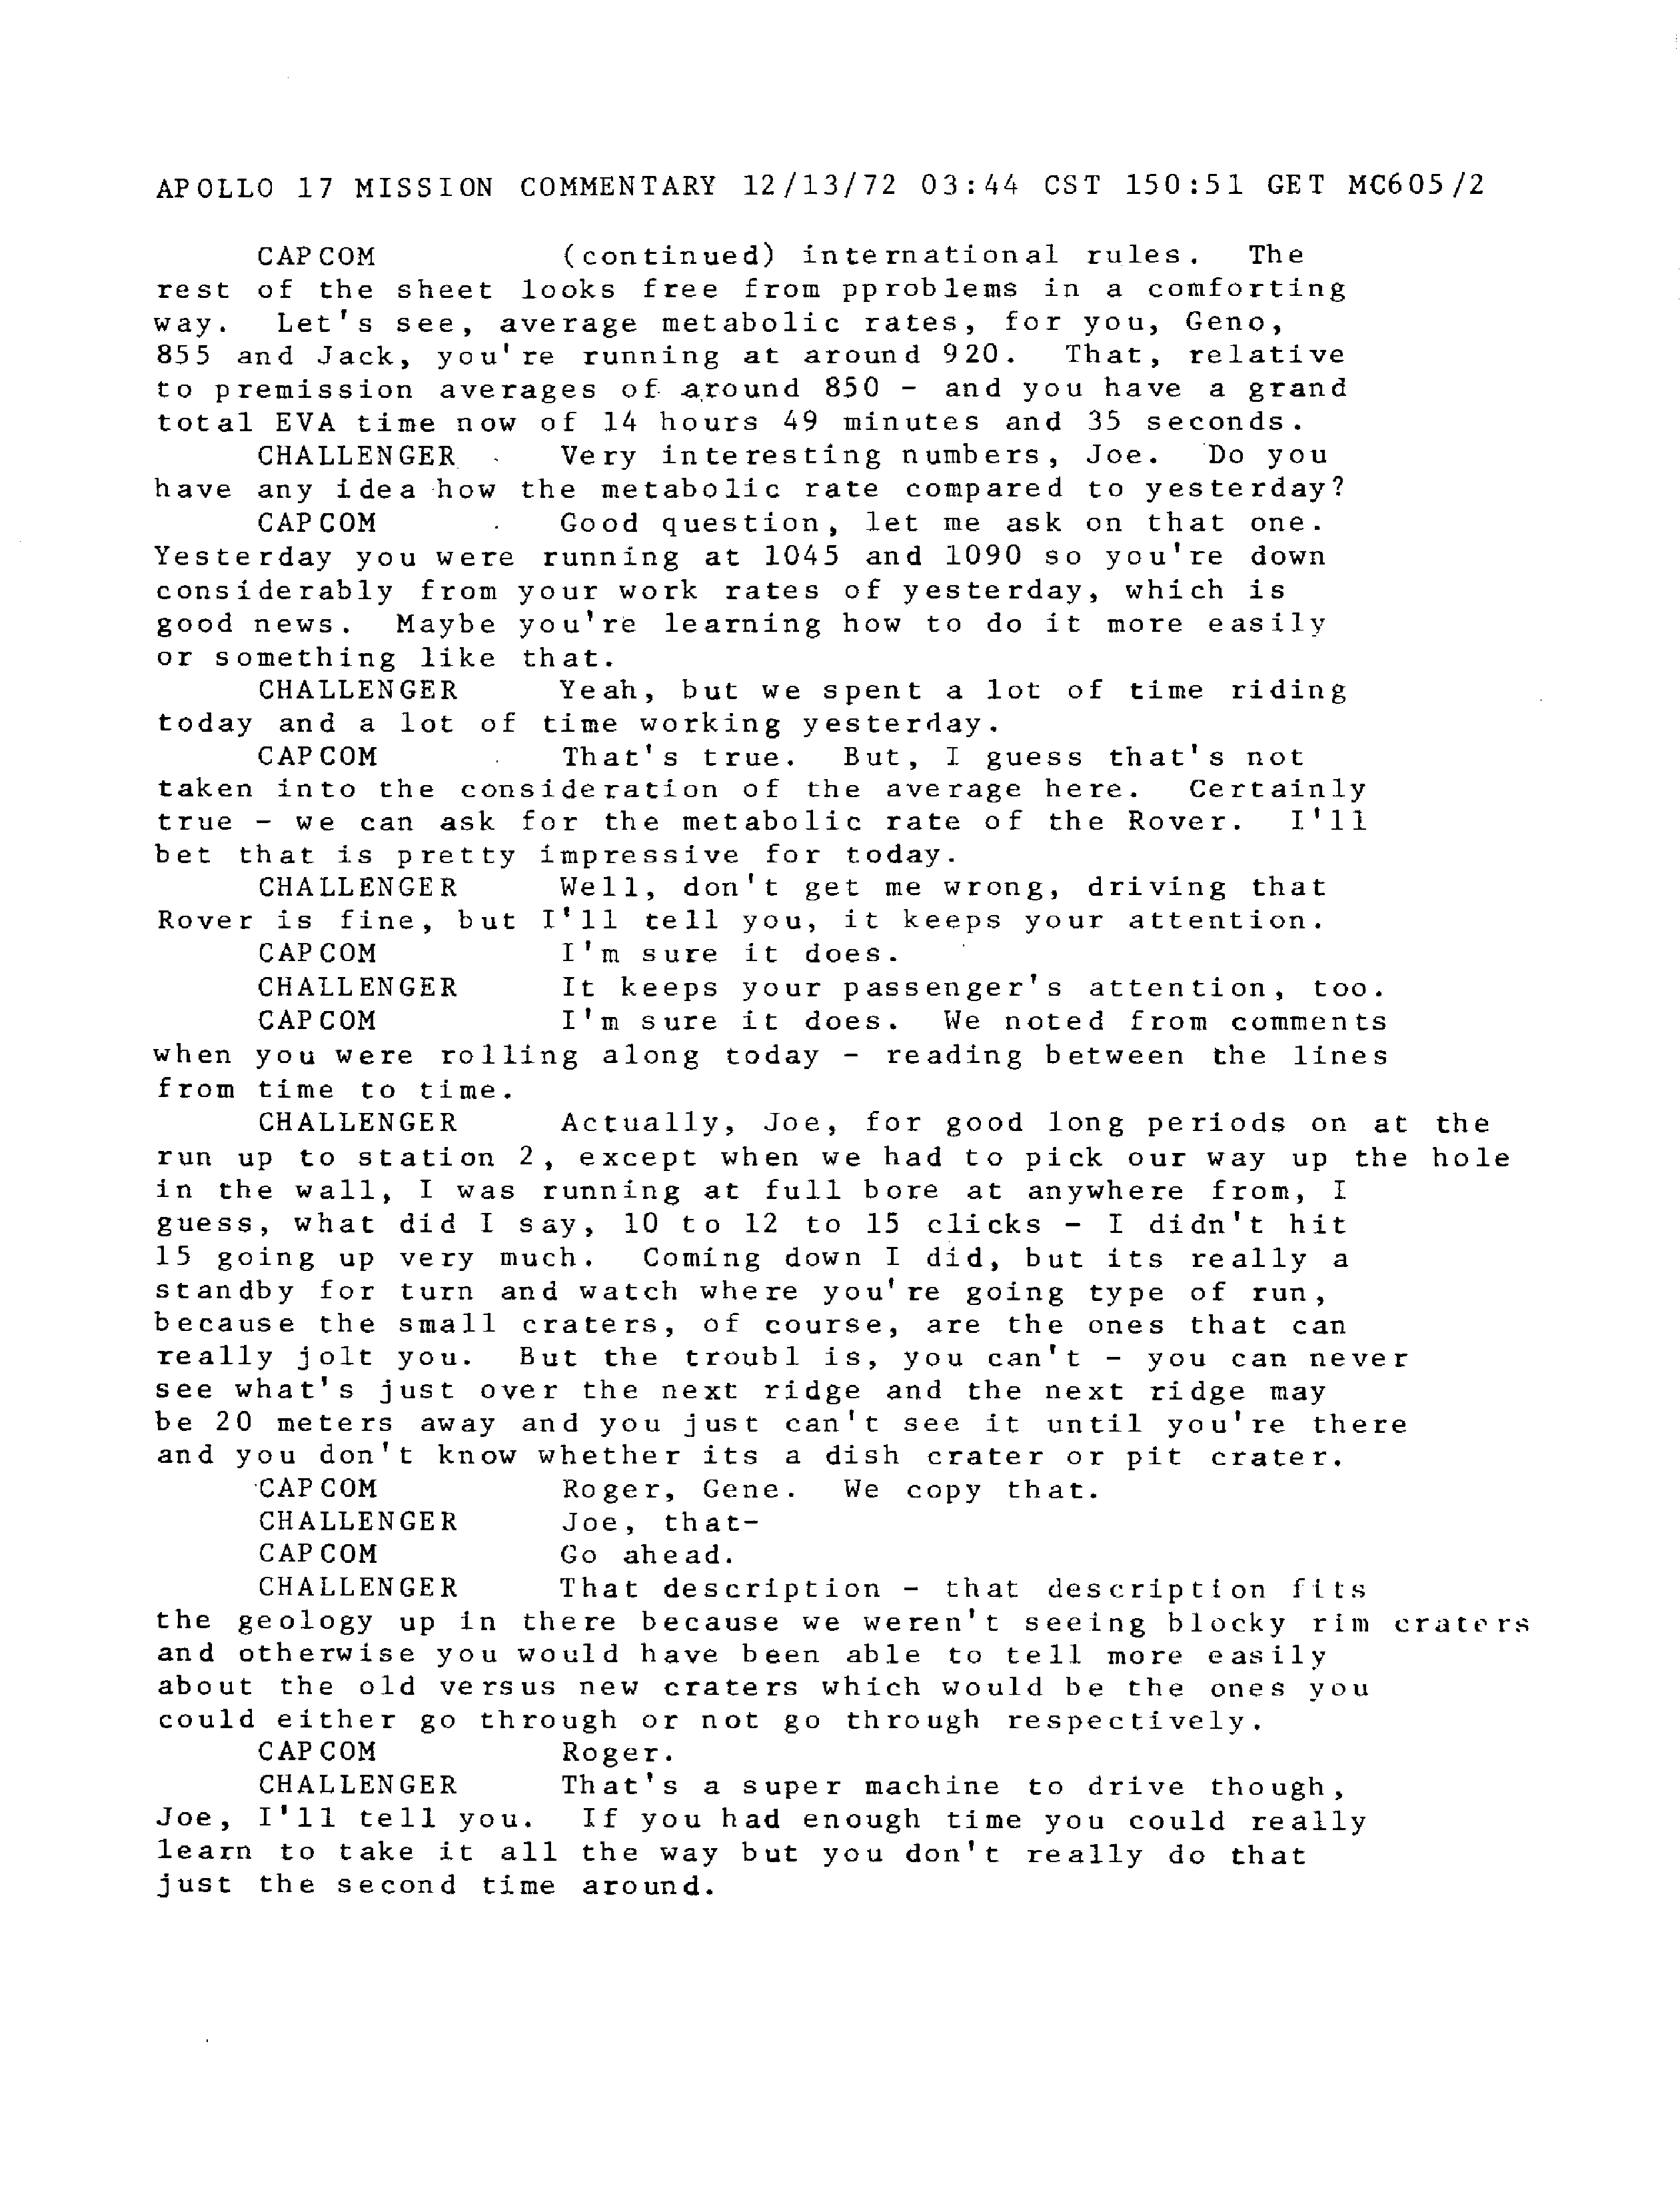 APOLLO 17 MISSION COMMENTARY 12/13/72 03:44 CST 150:51 GET MC605/2
CAPCOM (continued) international rules. The
rest of the sheet looks free from pproblems in a comforting
way. Let's see, average metabolic rates, for you, Geno,
855 and Jack, you're running at around 920. That, relative
to premission averages of around 850 - and you have a grand
total EVA time now of 14 hours 49 minutes and 35 seconds.
CHALLENGER Very interesting numbers, Joe. Do you
have any idea how the metabolic rate compared to yesterday?
CAPCOM Good question, let me ask on that one.
Yesterday you were running at 1045 and 1090 so you're down
considerably from your work rates of yesterday, which is
good news. Maybe you're learning how to do it more easily
or something like that.
CHALLENGER Yeah, but we spent a lot of time riding
today and a lot of time working yesterday.
CAPCOM That's true. But, I guess that's not
taken into the consideration of the average here. Certainly
true - we can ask for the metabolic rate of the Rover. I'll
bet that is pretty impressive for today.
CHALLENGER Well, don't get me wrong, driving that
Rover is fine, but I'll tell you, it keeps your attention.
CAPCOM I'm sure it does.
CHALLENGER It keeps your passenger's attention, too.
CAPCOM I'm sure it does. We noted from comments
when you were rolling along today - reading between the lines
from time to time.
CHALLENGER Actually, Joe, for good long periods on at the
run up to station 2, except when we had to pick our way up the hole
in the wall, I was running at full bore at anywhere from, I
guess, what did I say, 10 to 12 to 15 clicks - I didn't hit
15 going up very much. Coming down I did, but its really a
standby for turn and watch where you're going type of run,
because the small craters, of course, are the ones that can
really jolt you. But the troubl is, you can't - you can never
see what's just over the next ridge and the next ridge may
be 20 meters away and you just can't see it until you're there
and you don't know whether its a dish crater or pit crater.
CAPCOM Roger, Gene. We copy that.
CHALLENGER Joe, that-
CAPCOM Go ahead.
CHALLENGER That description - that description fits
the geology up in there because we weren't seeing blocky rim craters
and otherwise you would have been able to tell more easily
about the old versus new craters which would be the ones you
could either go through or not go through respectively.
CAPCOM Roger.
CHALLENGER That's a super machine to drive though,
Joe, I'll tell you. If you had enough time you could really
learn to take it all the way but you don't really do that
just the second time around.